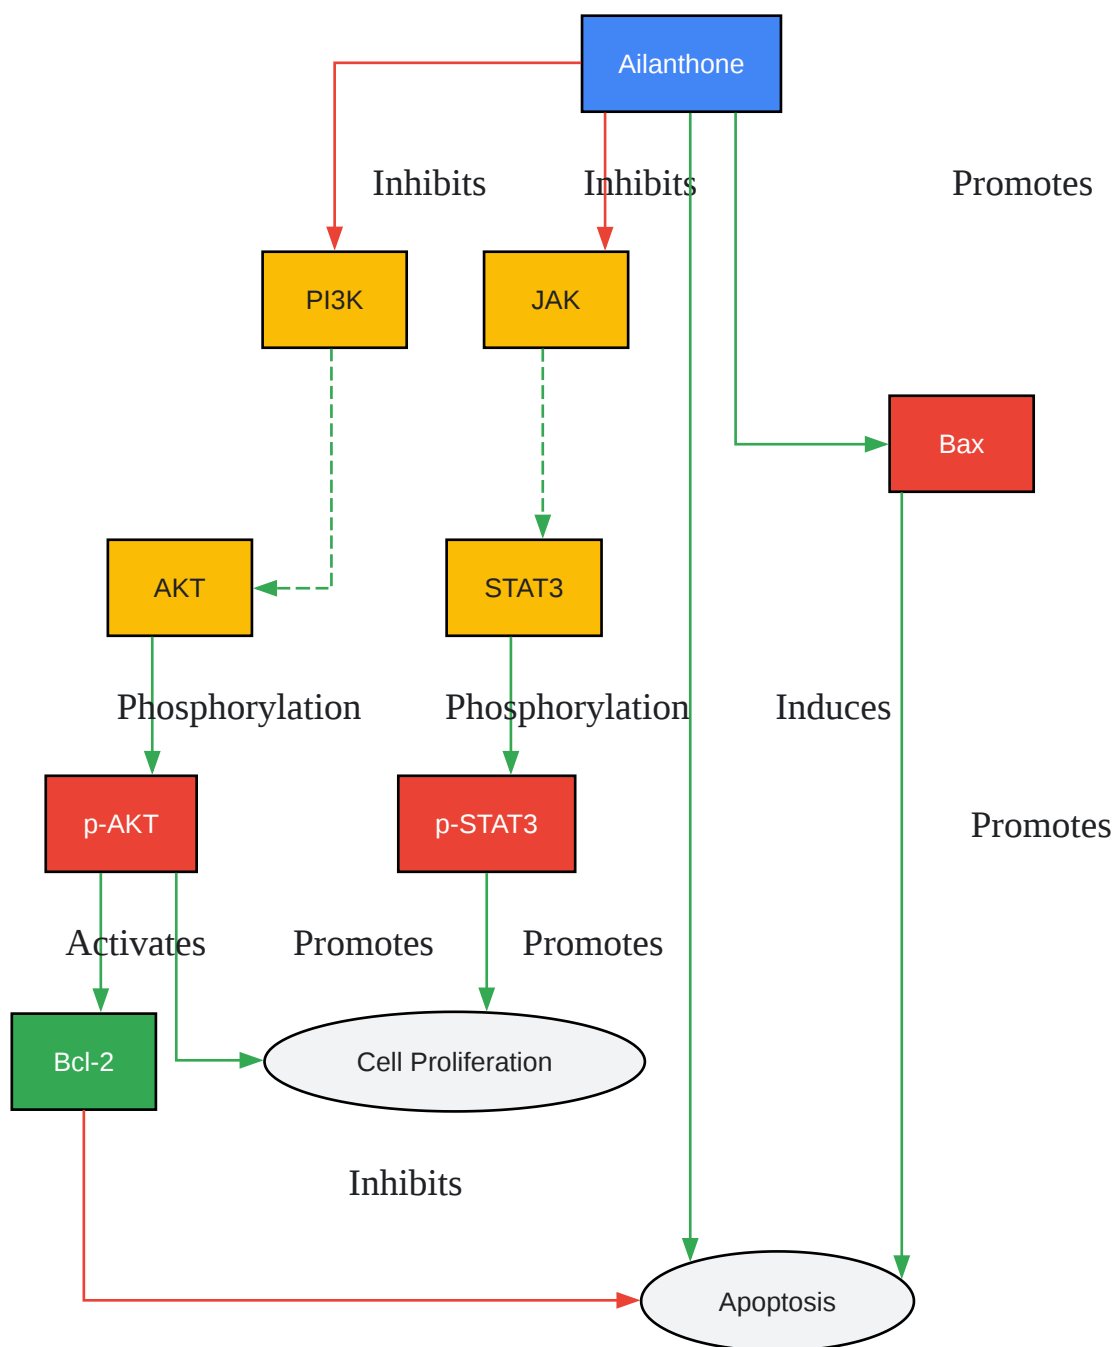 Ailanthone
Inhibits
Inhibits
Promotes
PI3K
JAK
Bax
AKT
STAT3
Phosphorylation
Phosphorylation
Induces
p-AKT
p-STAT3
Promotes
Activates
Promotes
Promotes
Bcl-2
Cell Proliferation
Inhibits
Apoptosis